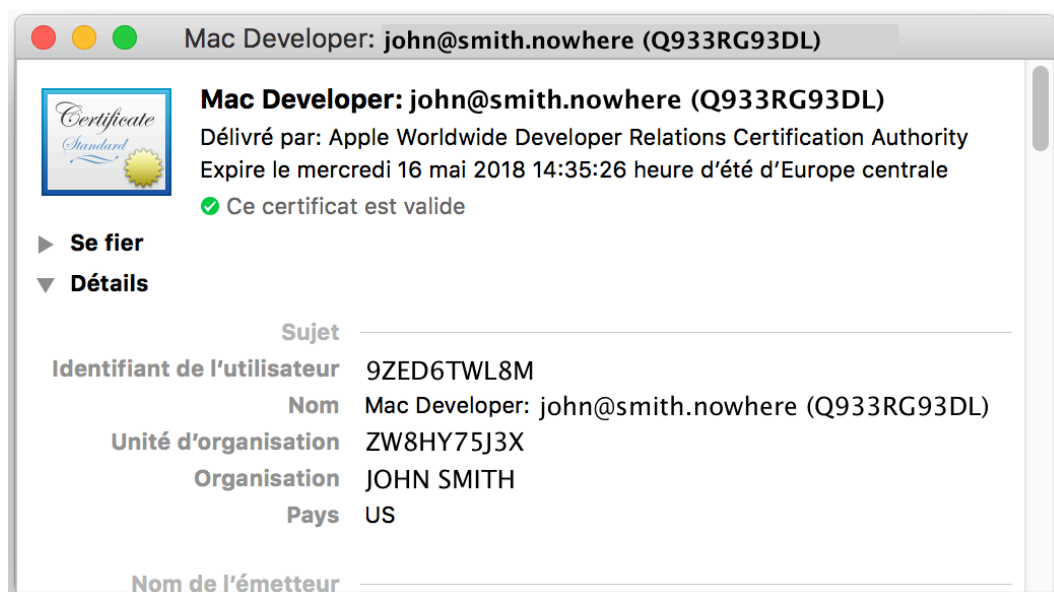 Mac Developer: john@smith.nowhere (Q933RG93DL)
Certificate
Standard
Mac Developer: john@smith.nowhere (Q933RG93DL)
Délivré par: Apple Worldwide Developer Relations Certification Authority
Expire le mercredi 16 mai 2018 14:35:26 heure d’été d’Europe centrale
Ce certificat est valide
Se fier
Détails
Sujet
Identifiant de l’utilisateur 9ZED6TWL8M
Nom Mac Developer: john@smith.nowhere (Q933RG93DL)
Unité d’organisation ZW8HY75J3X
Organisation JOHN SMITH
Pays US
Nom de l’émetteur